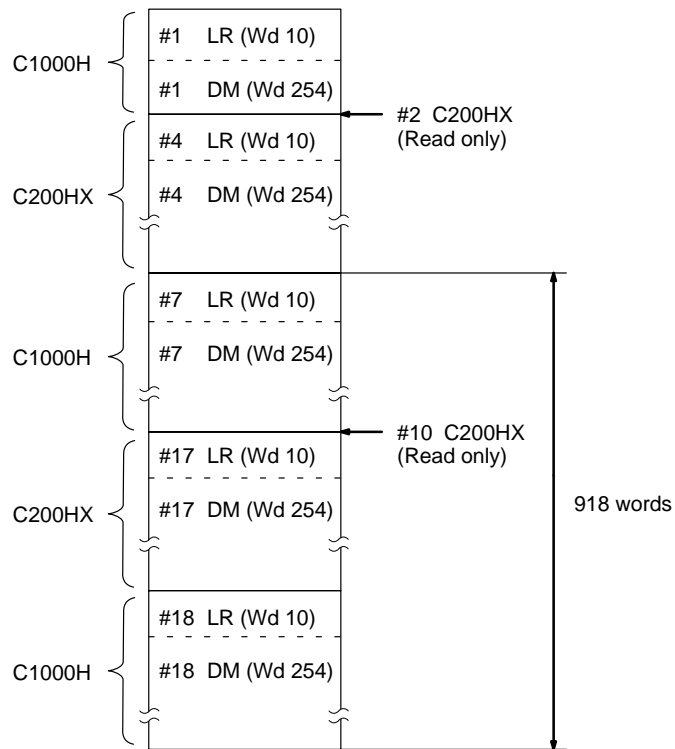 #1 LR (Wd 10)
C1000H
#1 DM (Wd 254)
#2 C200HX
(Read only)
#4 LR (Wd 10)
C200HX
#4 DM (Wd 254)
#7 LR (Wd 10)
C1000H
#7 DM (Wd 254)
#10 C200HX
(Read only)
#17 LR (Wd 10)
C200HX
#17 DM (Wd 254)
918 words
#18 LR (Wd 10)
C1000H
#18 DM (Wd 254)